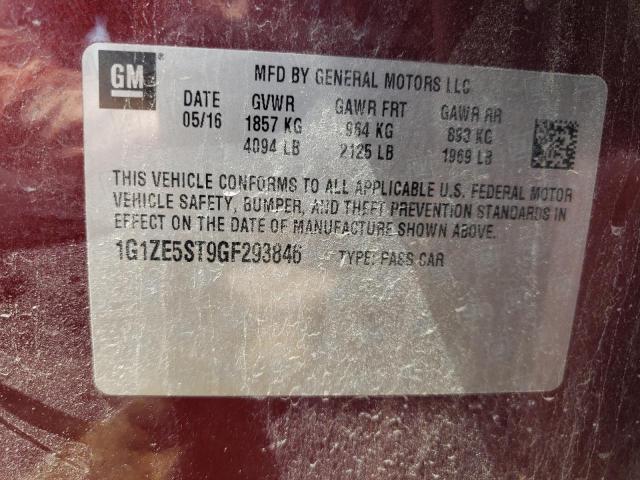 GM
MFD BY GENERAL MOTORS LLC
DATE GVWR GAWR FRT GAWR RR
05/16 1857 KG 964 KG 893 KG
4094 LB 2125 LB 1969 LB
THIS VEHICLE CONFORMS TO ALL APPLICABLE U.S. FEDERAL MOTOR
VEHICLE SAFETY, BUMPER, AND THEFT PREVENTION STANDARDS IN
EFFECT ON THE DATE OF MANUFACTURE SHOWN ABOVE.
1G1ZE5ST9GF293846 TYPE: PASS CAR